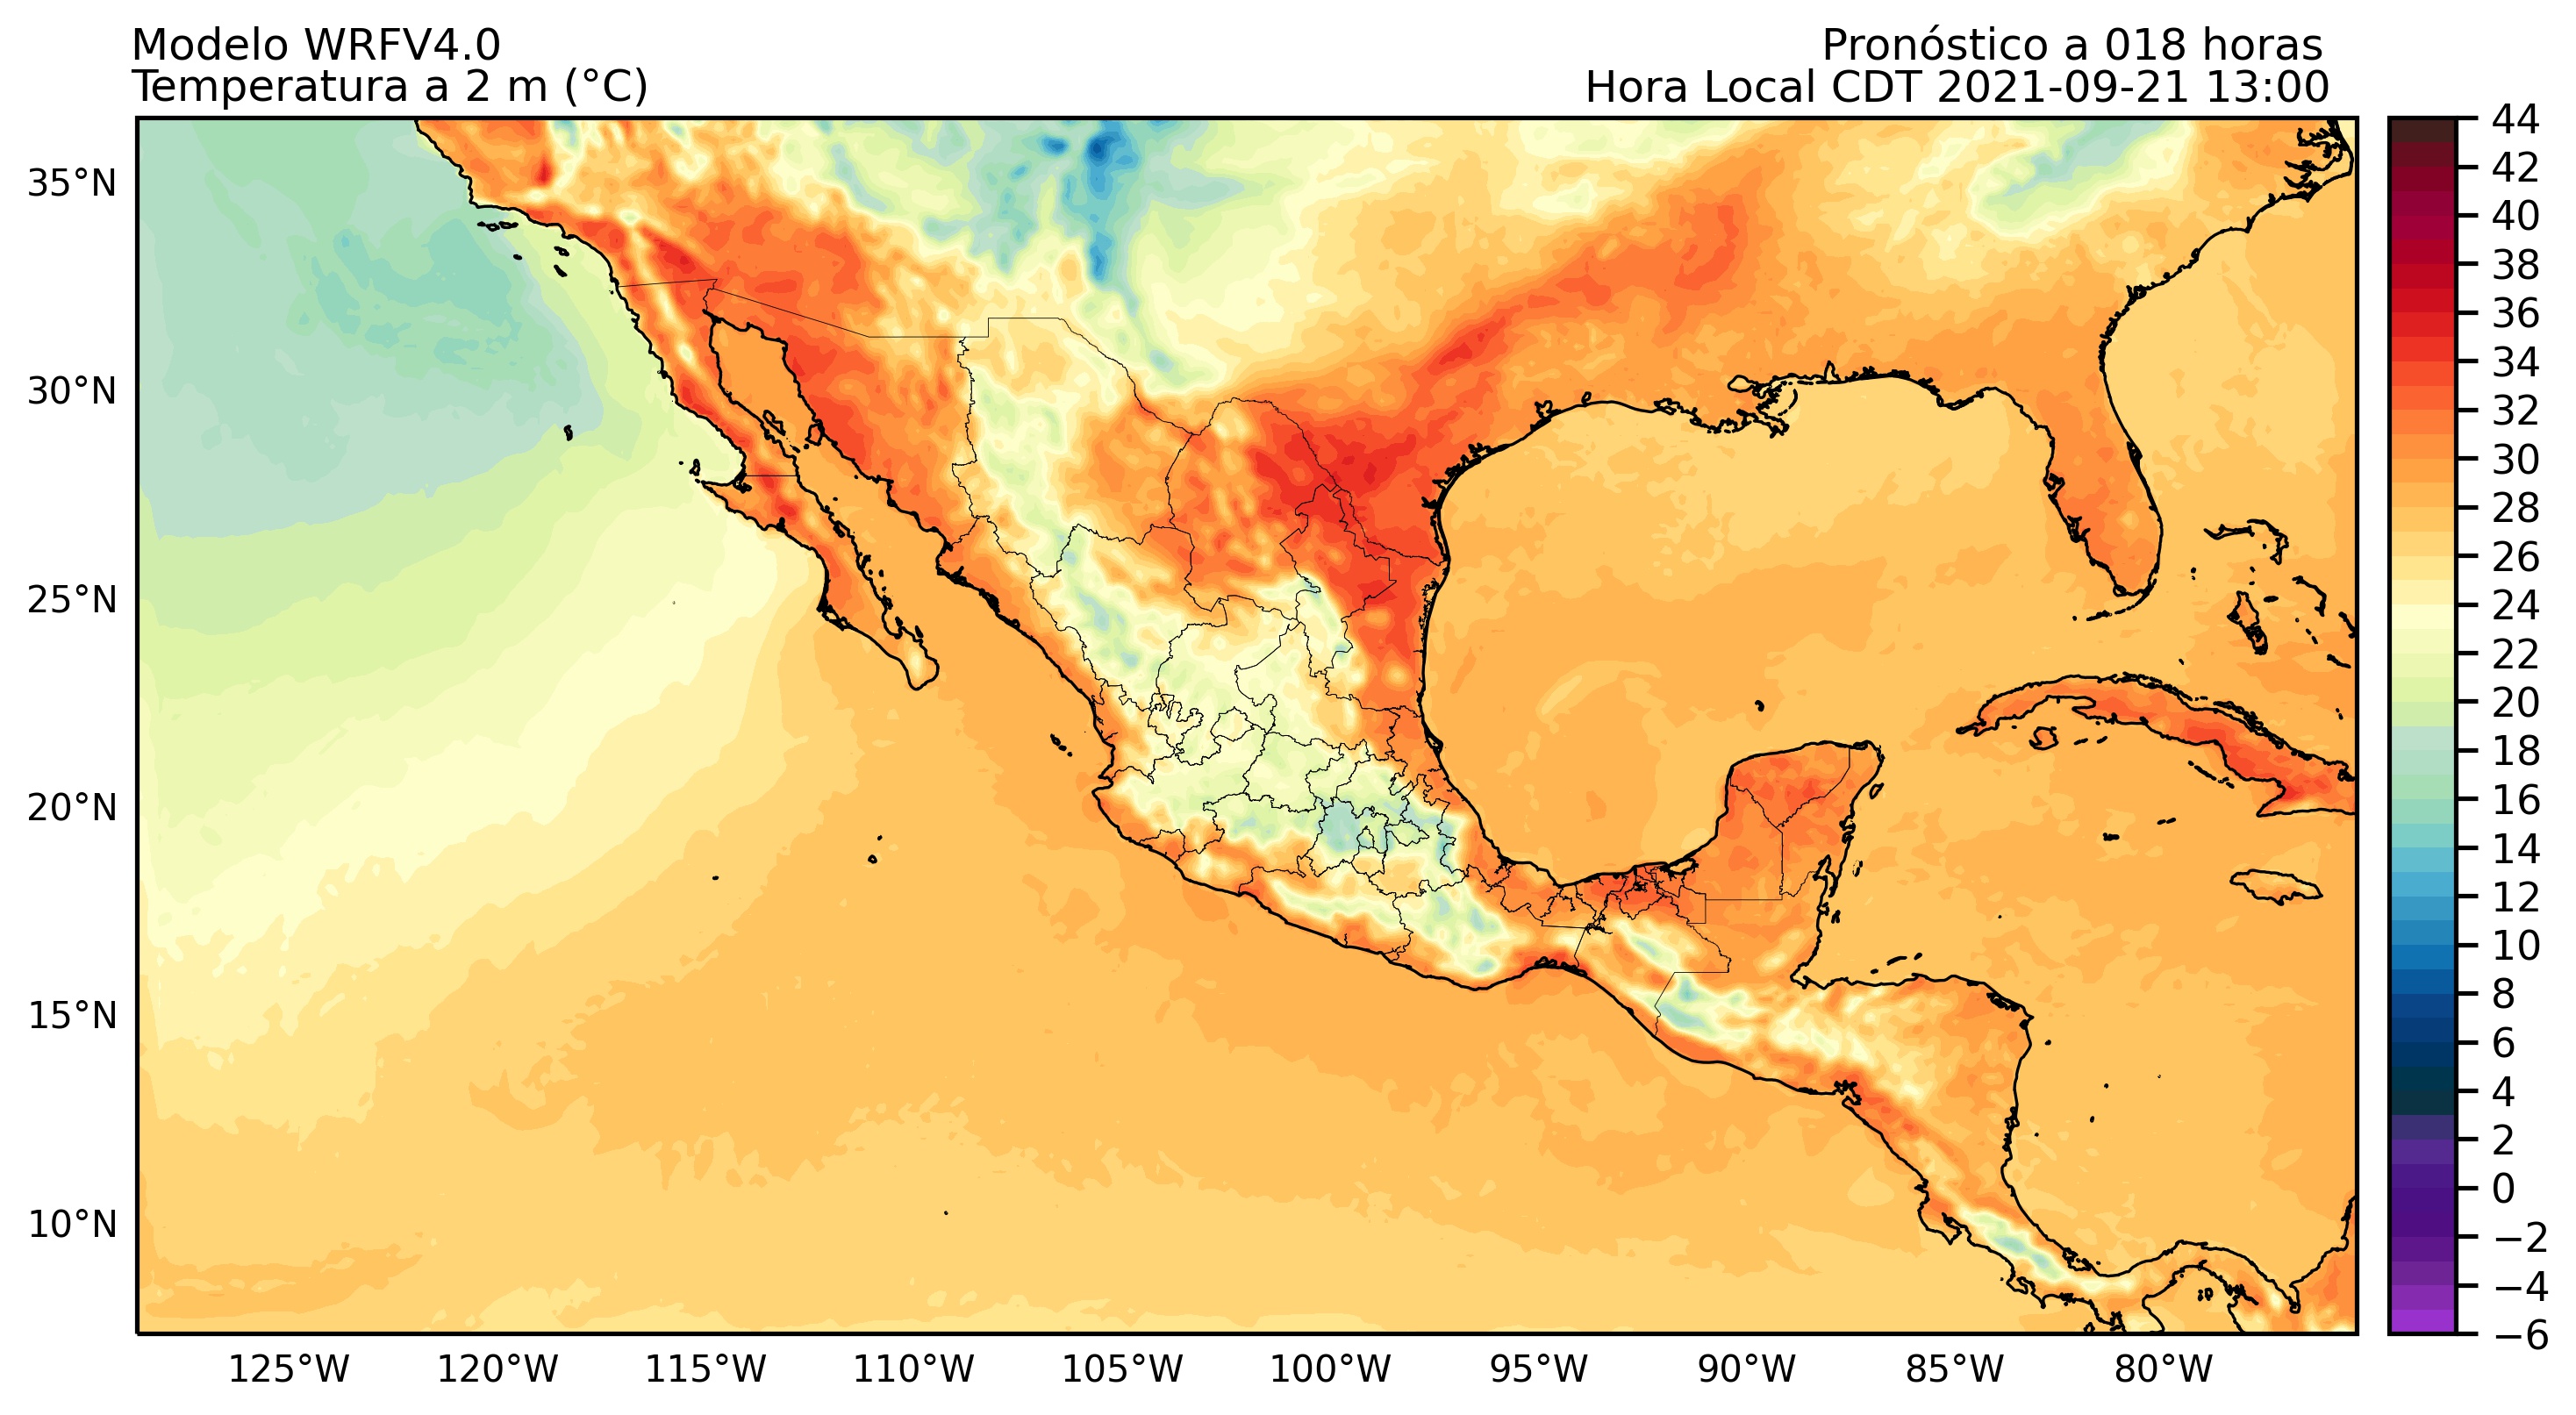 Modelo WRFV4.0
Temperatura a 2 m (°C)
Pronóstico a 018 horas
Hora Local CDT 2021-09-21 13:00
35°N
30°N
25°N
20°N
15°N
10°N
125°W
120°W
115°W
110°W
105°W
100°W
95°W
90°W
85°W
80°W
44
42
40
38
36
34
32
30
28
26
24
22
20
18
16
14
12
10
8
6
4
2
0
−2
−4
−6